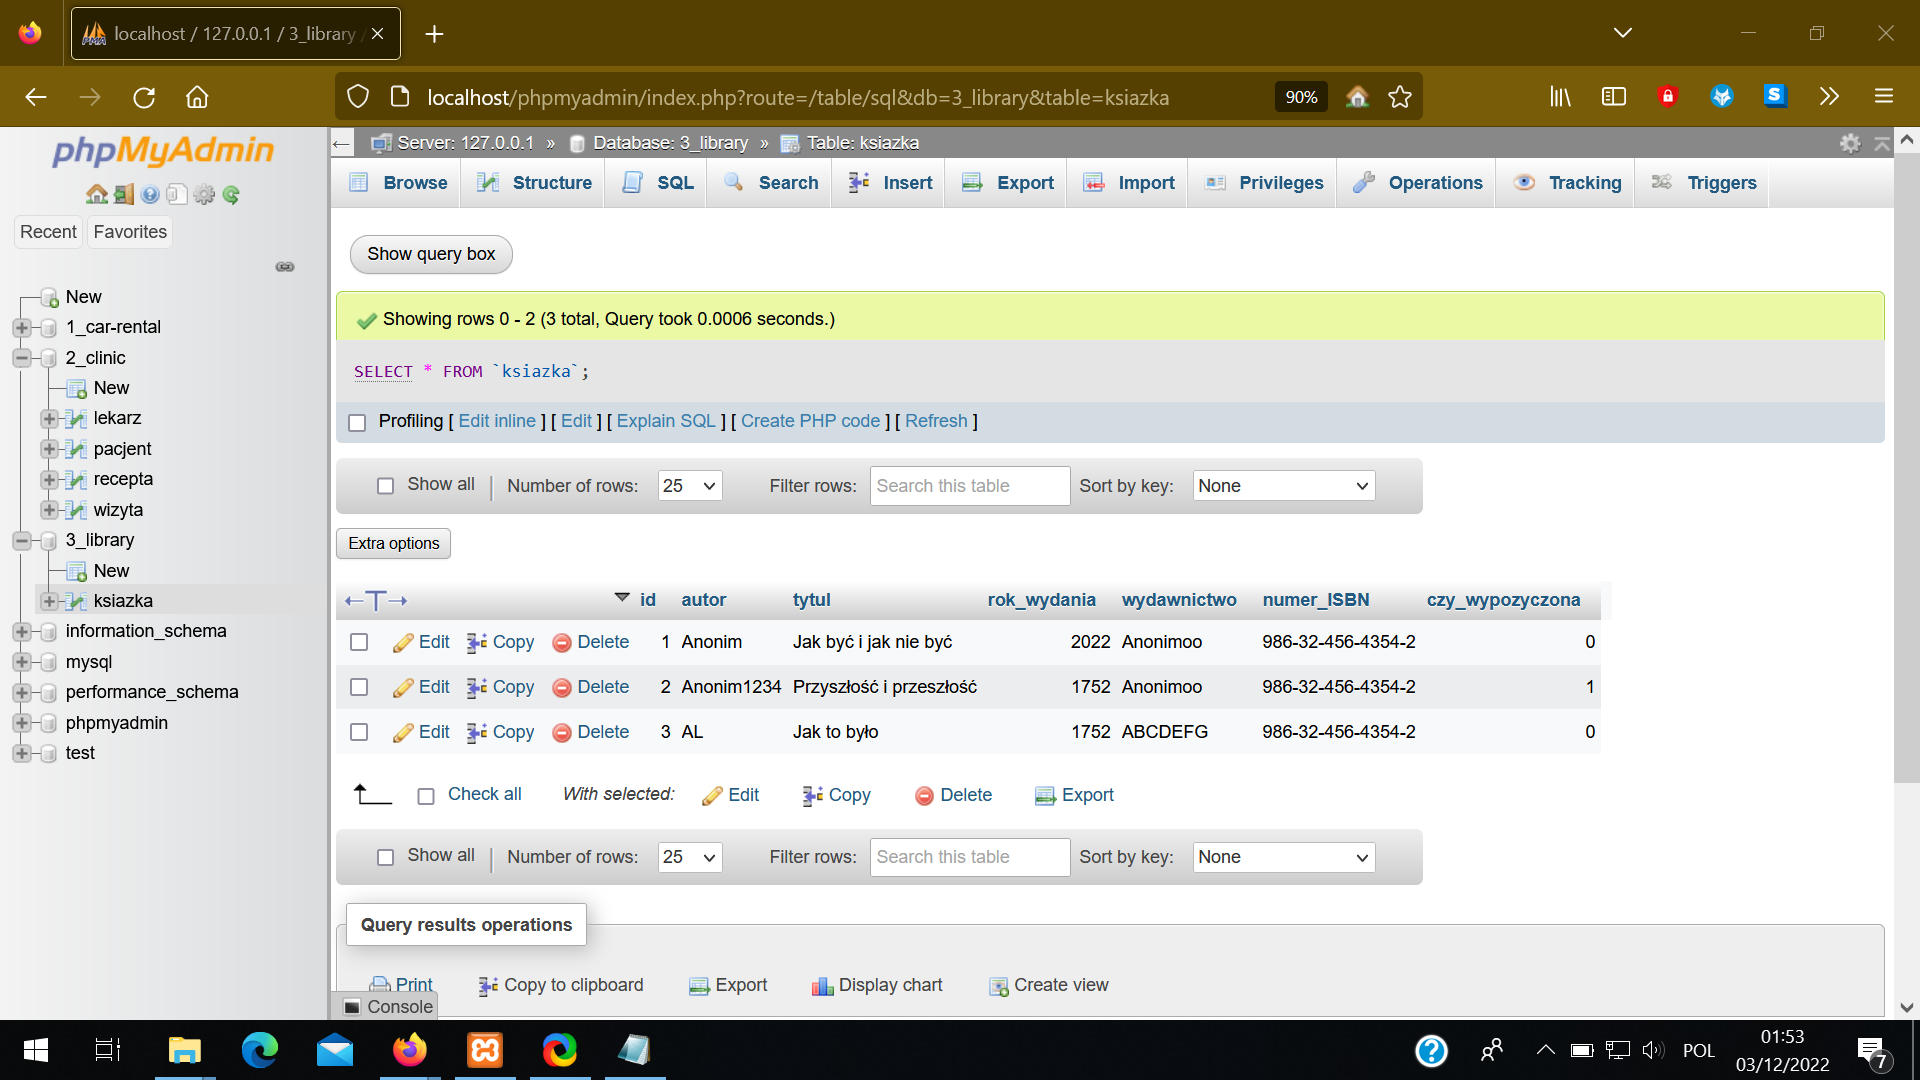 localhost / 127.0.0.1 / 3_library /
localhost/phpmyadmin/index.php?route=/table/sql&db=3_library&table=ksiazka
90%
phpMyAdmin
Recent
Favorites
New
1_car-rental
2_clinic
New
lekarz
pacjent
recepta
wizyta
3_library
New
ksiazka
information_schema
mysql
performance_schema
phpmyadmin
test
Server: 127.0.0.1 » Database: 3_library » Table: ksiazka
Browse Structure SQL Search Insert Export Import Privileges Operations Tracking Triggers
Show query box
Showing rows 0 - 2 (3 total, Query took 0.0006 seconds.)
SELECT * FROM `ksiazka`;
Profiling [ Edit inline ] [ Edit ] [ Explain SQL ] [ Create PHP code ] [ Refresh ]
Show all | Number of rows: 25 Filter rows: Search this table Sort by key: None
Extra options
←T→ id autor tytul rok_wydania wydawnictwo numer_ISBN czy_wypozyczona
Edit Copy Delete 1 Anonim Jak być i jak nie być 2022 Anonimoo 986-32-456-4354-2 0
Edit Copy Delete 2 Anonim1234 Przyszłość i przeszłość 1752 Anonimoo 986-32-456-4354-2 1
Edit Copy Delete 3 AL Jak to było 1752 ABCDEFG 986-32-456-4354-2 0
Check all With selected: Edit Copy Delete Export
Show all | Number of rows: 25 Filter rows: Search this table Sort by key: None
Query results operations
Print Copy to clipboard Export Display chart Create view
Console
POL
01:53
03/12/2022
7